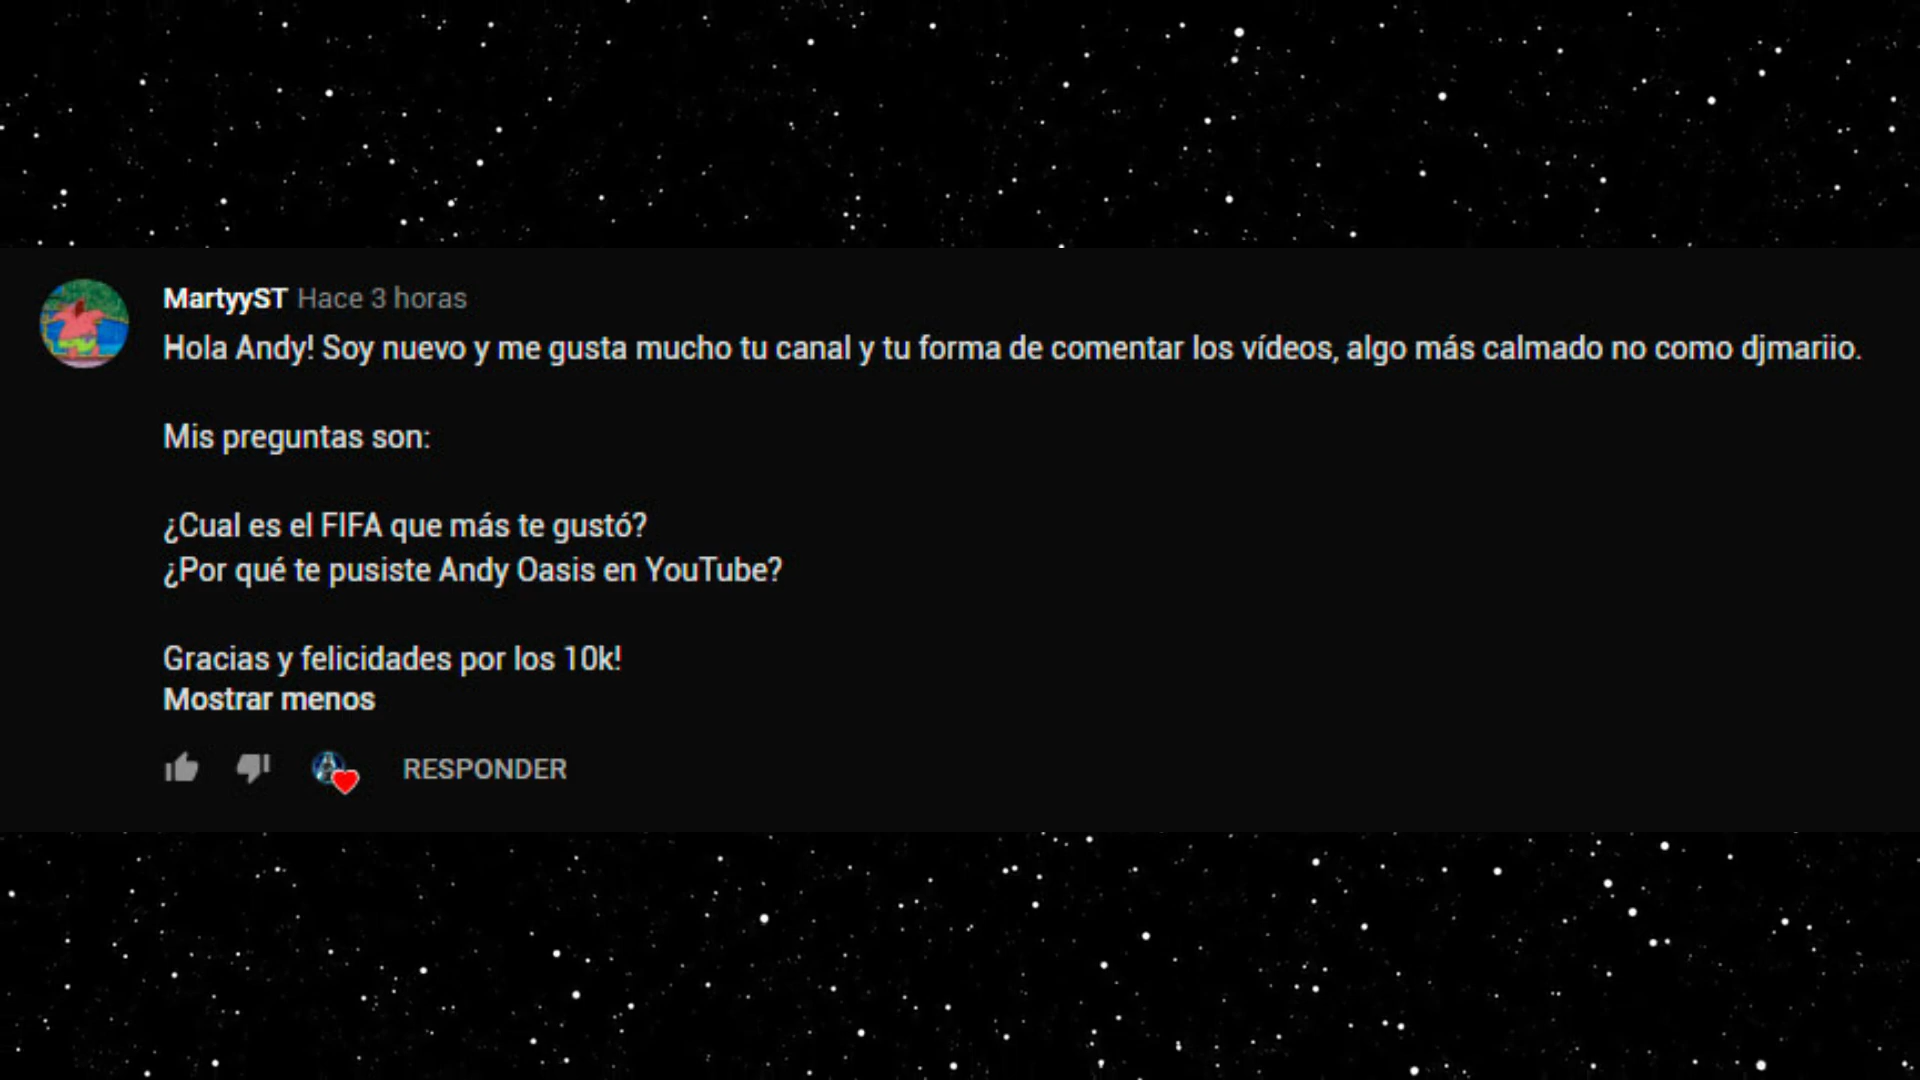 MartyyST Hace 3 horas
Hola Andy! Soy nuevo y me gusta mucho tu canal y tu forma de comentar los vídeos, algo más calmado no como djmariio.
Mis preguntas son:
¿Cual es el FIFA que más te gustó?
¿Por qué te pusiste Andy Oasis en YouTube?
Gracias y felicidades por los 10k!
Mostrar menos
RESPONDER